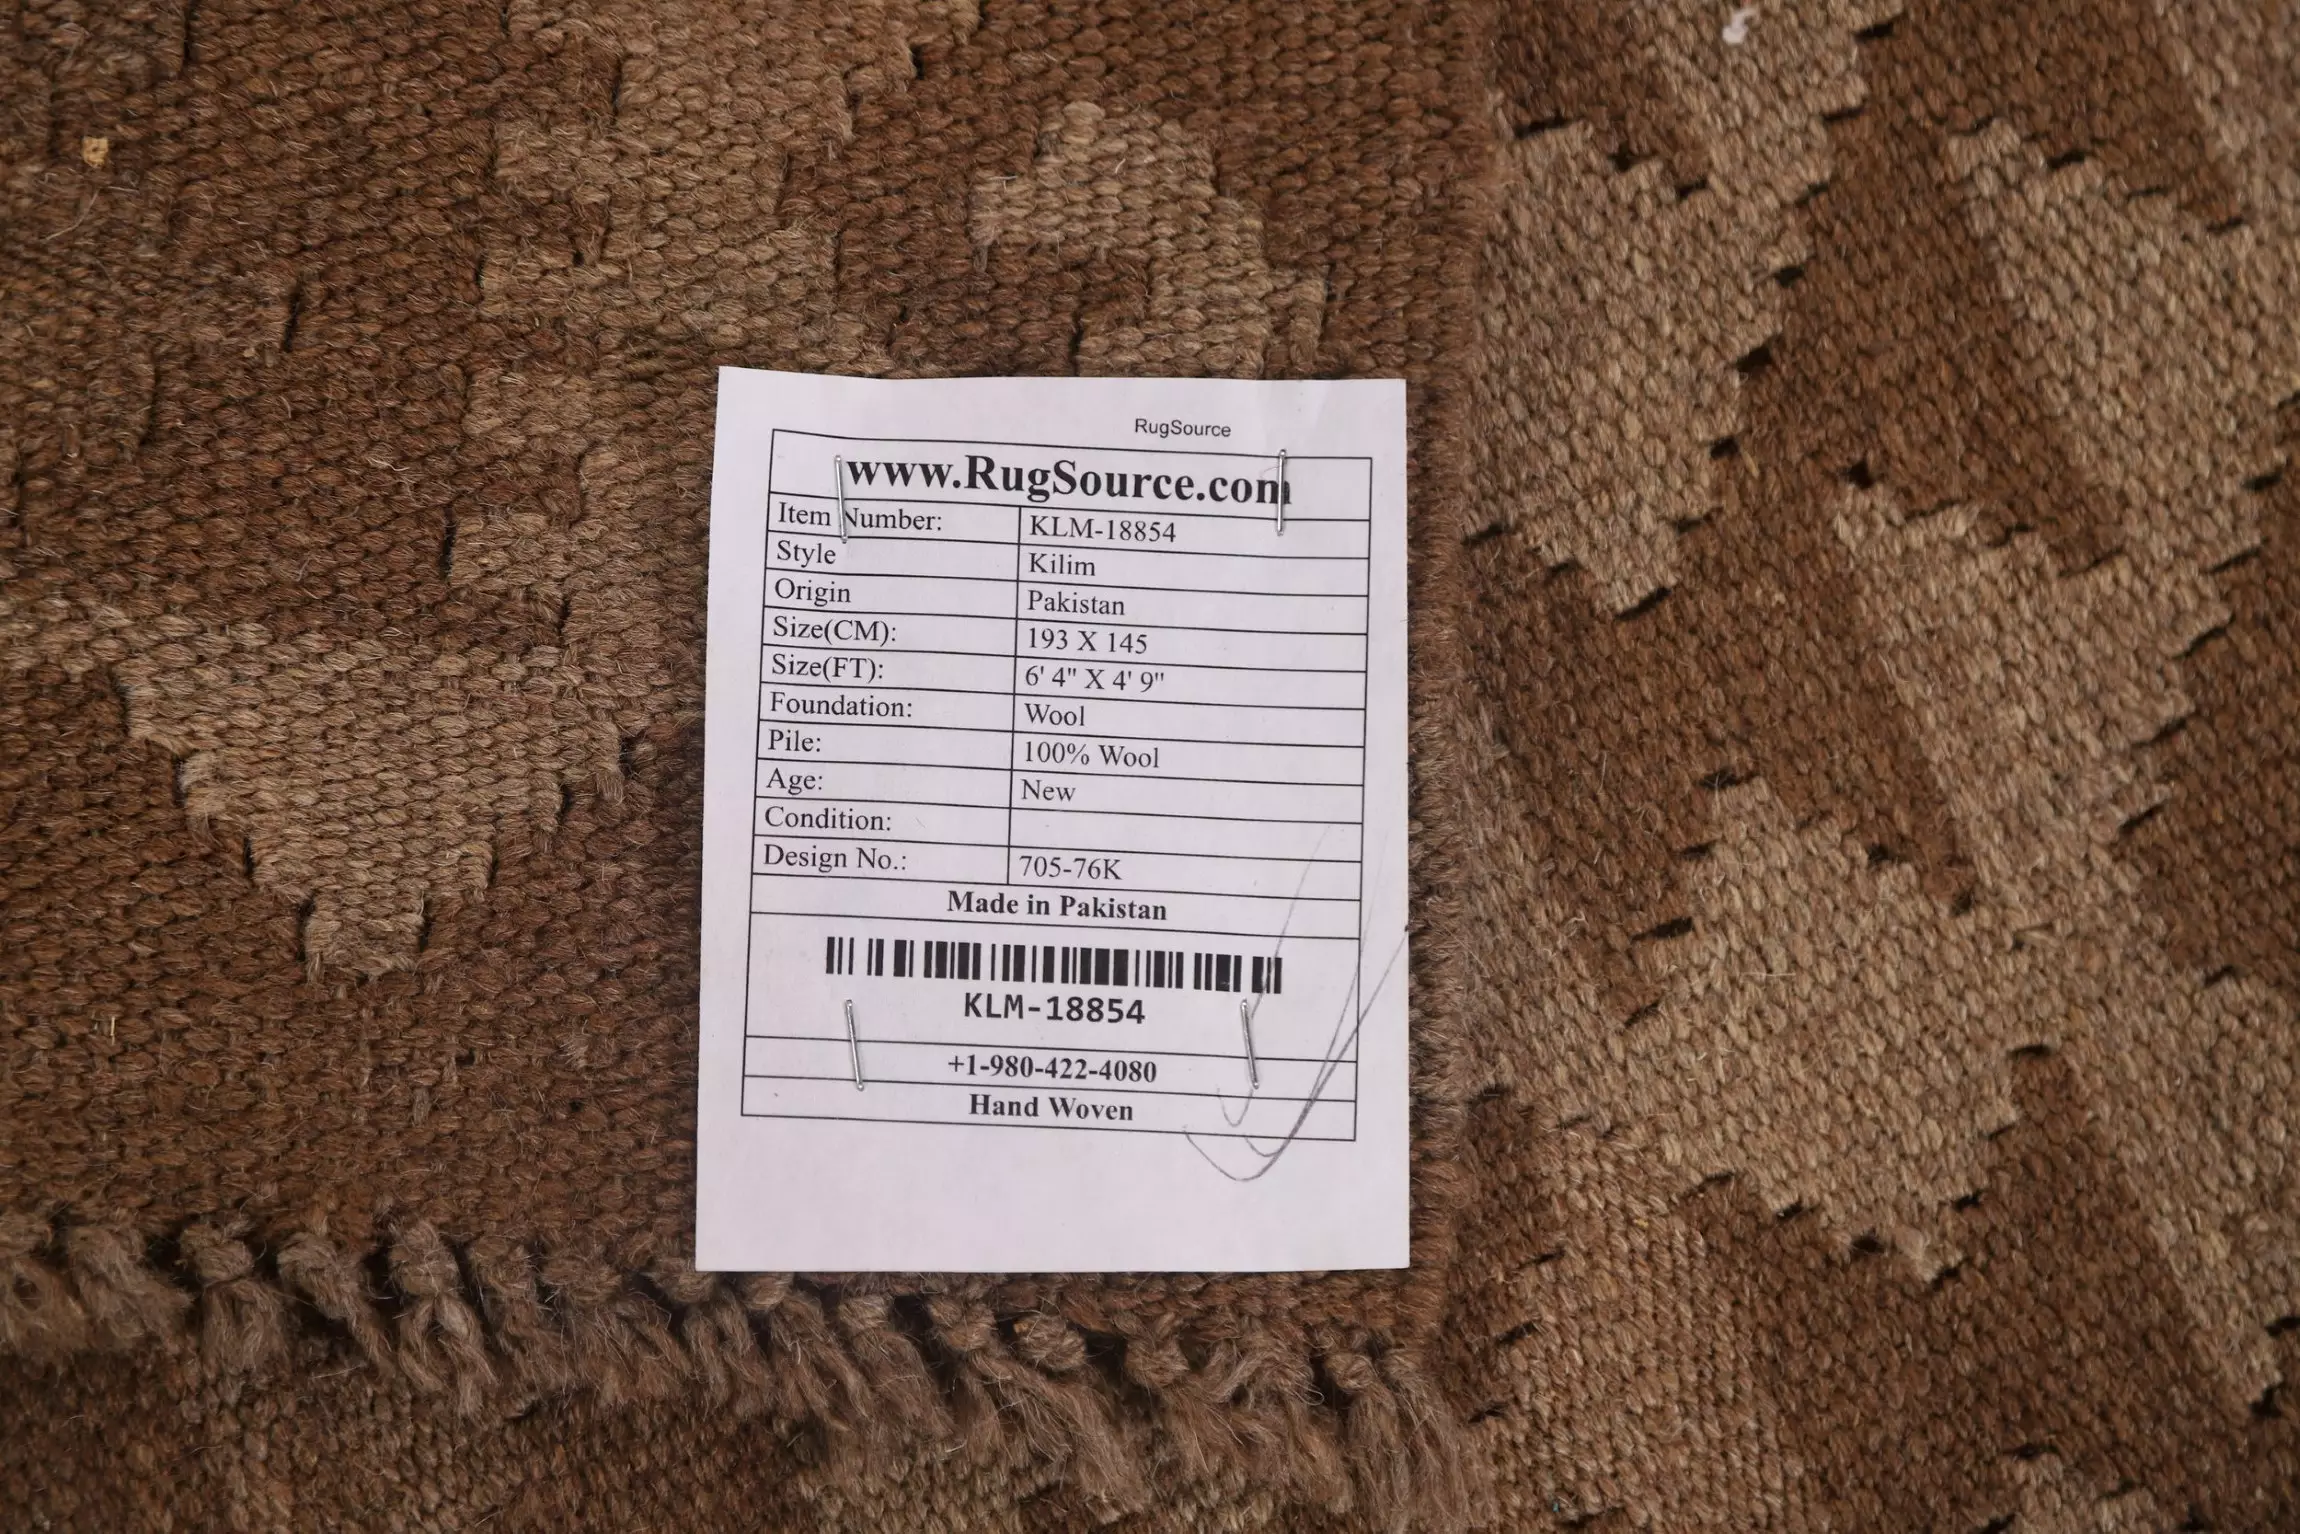 RugSource
www.RugSource.com
Item Number: KLM-18854
Style Kilim
Origin Pakistan
Size(CM): 193 X 145
Size(FT): 6' 4" X 4' 9"
Foundation: Wool
Pile: 100% Wool
Age: New
Condition:
Design No.: 705-76K
Made in Pakistan
KLM-18854
+1-980-422-4080
Hand Woven